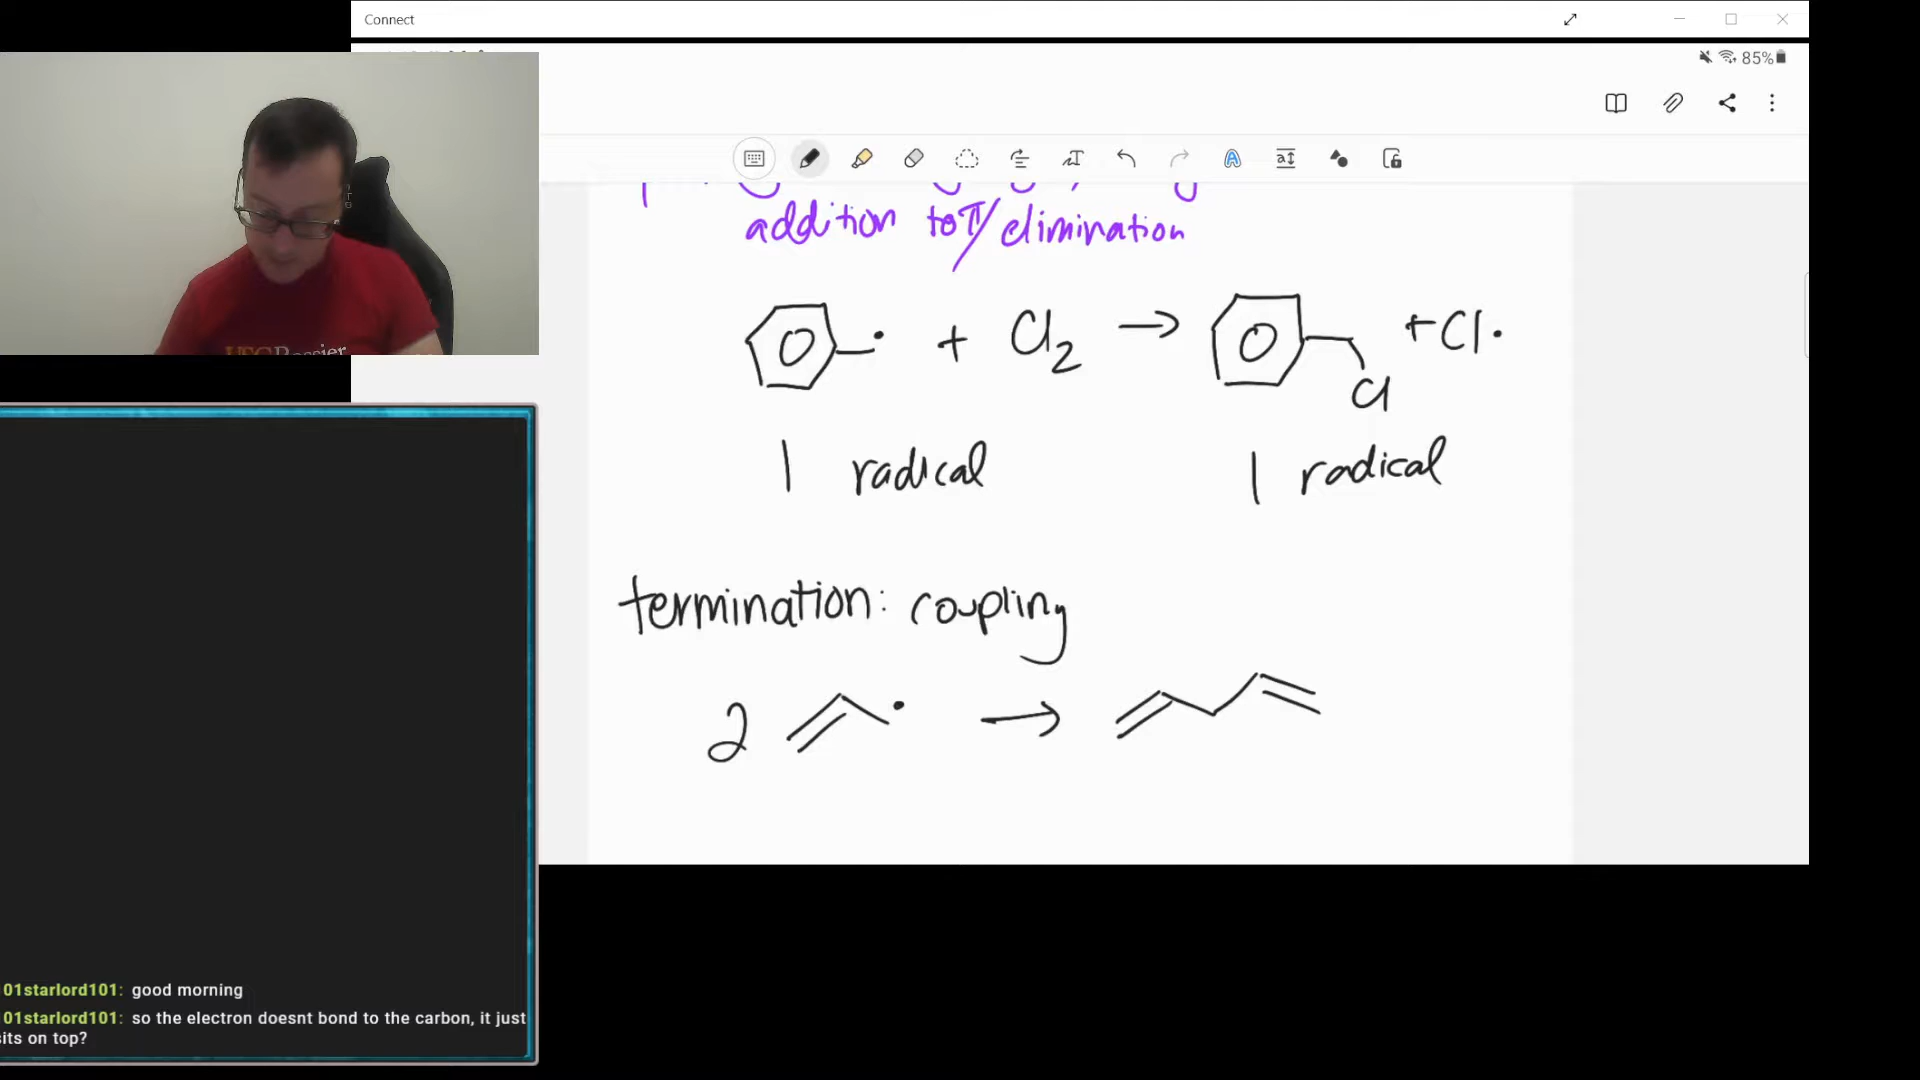 Connect
85%
addition to π/elimination
+ Cl2 → + Cl·
Cl
1 radical 1 radical
termination: coupling
2 · →
01starlord101: good morning
01starlord101: so the electron doesnt bond to the carbon, it just
sits on top?